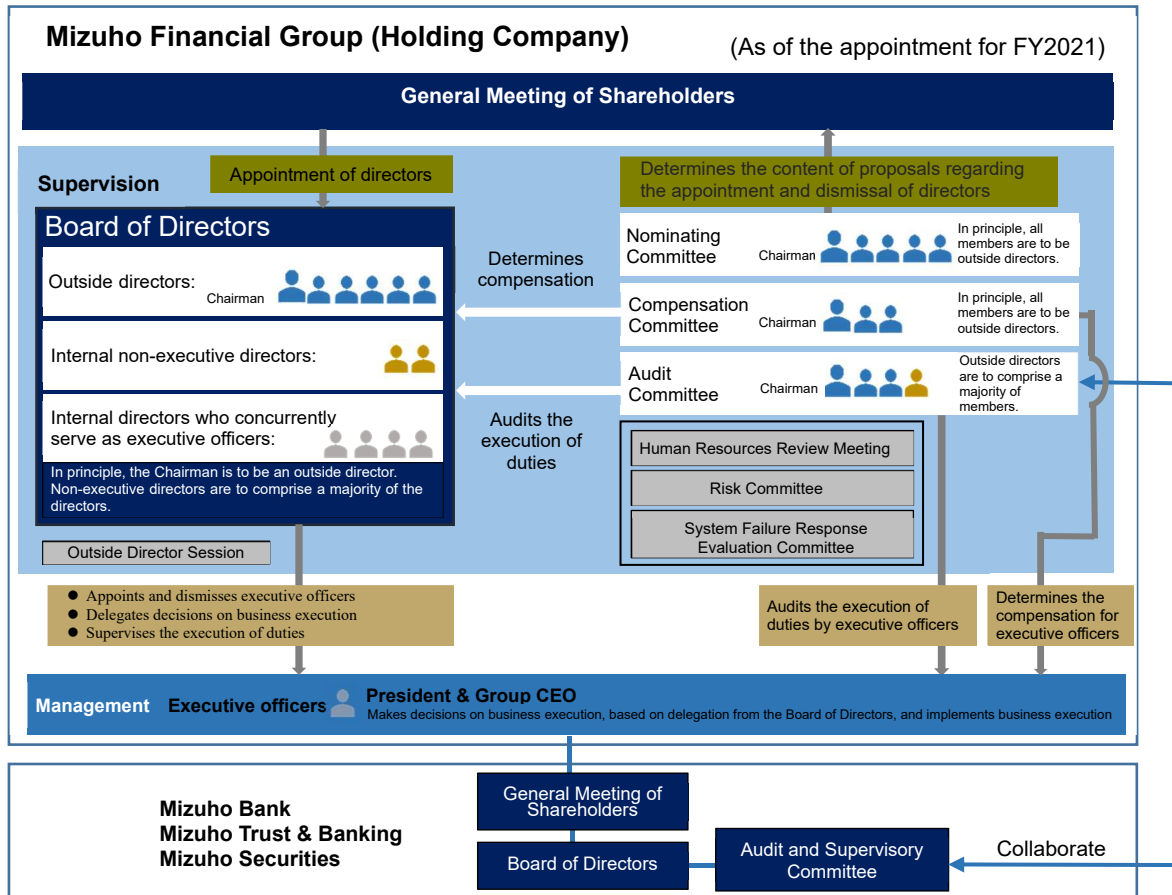 Mizuho Financial Group (Holding Company)
(As of the appointment for FY2021)
General Meeting of Shareholders
Supervision
Appointment of directors
Determines the content of proposals regarding
the appointment and dismissal of directors
Board of Directors
Outside directors:
Chairman
Internal non-executive directors:
Internal directors who concurrently
serve as executive officers:
In principle, the Chairman is to be an outside director.
Non-executive directors are to comprise a majority of the
directors.
Outside Director Session
Determines
compensation
Audits the
execution of
duties
Nominating
Committee
Chairman
In principle, all
members are to be
outside directors.
Compensation
Committee
Chairman
In principle, all
members are to be
outside directors.
Audit
Committee
Chairman
Outside directors
are to comprise a
majority of
members.
Human Resources Review Meeting
Risk Committee
System Failure Response
Evaluation Committee
● Appoints and dismisses executive officers
● Delegates decisions on business execution
● Supervises the execution of duties
Audits the execution of
duties by executive officers
Determines the
compensation for
executive officers
Management
Executive officers
President & Group CEO
Makes decisions on business execution, based on delegation from the Board of Directors, and implements business execution
Mizuho Bank
Mizuho Trust & Banking
Mizuho Securities
General Meeting of
Shareholders
Board of Directors
Audit and Supervisory
Committee
Collaborate